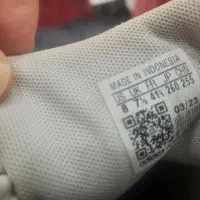 MADE IN INDONESIA
US UK FR JP CHN
8 7½ 41⅓ 260 255
03/23